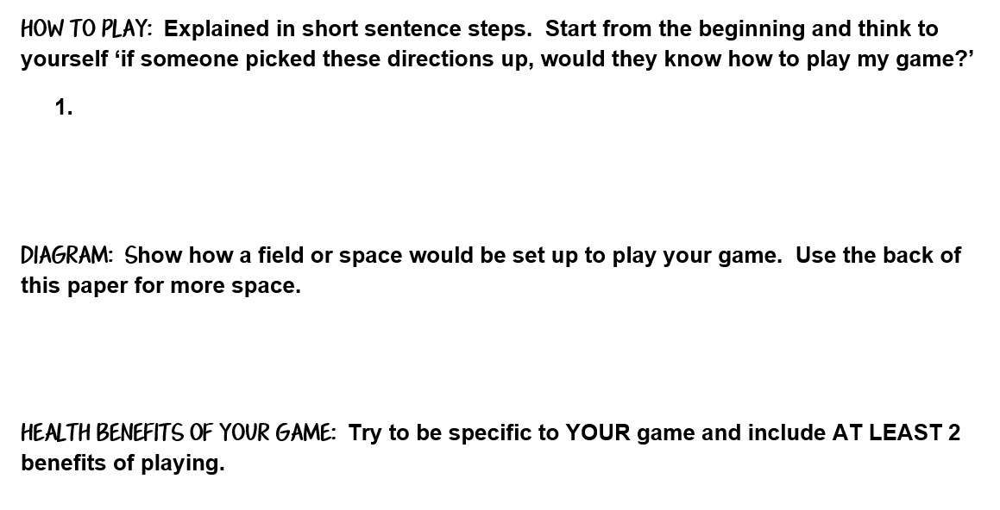 HOW TO PLAY: Explained in short sentence steps. Start from the beginning and think to
yourself ‘if someone picked these directions up, would they know how to play my game?’
1.
DIAGRAM: Show how a field or space would be set up to play your game. Use the back of
this paper for more space.
HEALTH BENEFITS OF YOUR GAME: Try to be specific to YOUR game and include AT LEAST 2
benefits of playing.